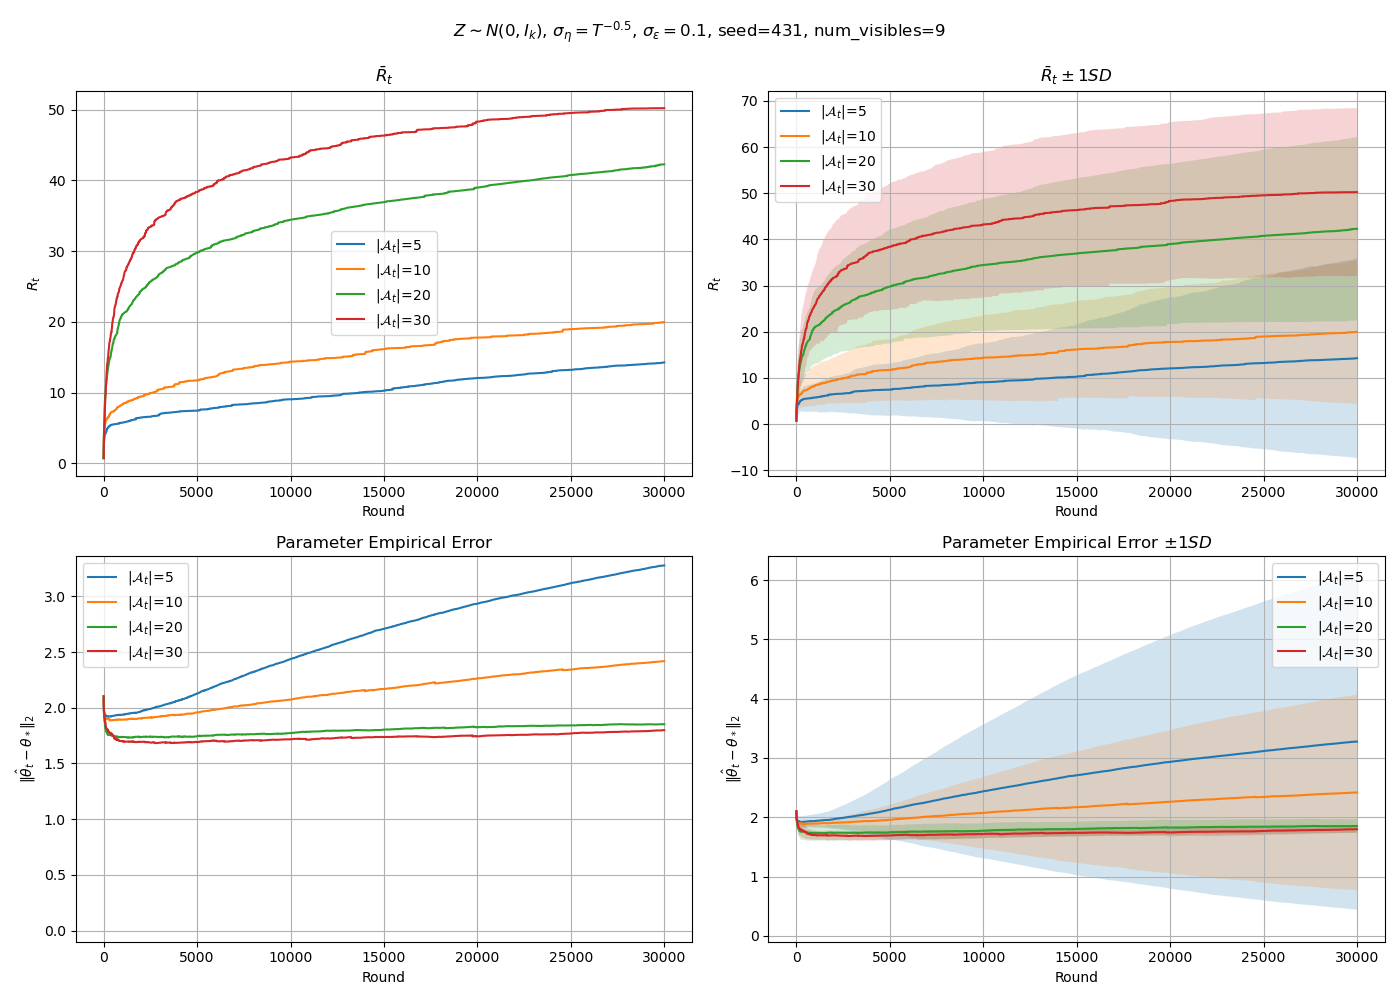 Z ~ N(0, I_k), σ_η = T^{-0.5}, σ_ε = 0.1, seed=431, num_visibles=9
R̄_t
R_t
50
40
30
20
10
0
|𝒜_t|=5
|𝒜_t|=10
|𝒜_t|=20
|𝒜_t|=30
0 5000 10000 15000 20000 25000 30000
Round
R̄_t ± 1SD
R_t
70
60
50
40
30
20
10
0
−10
|𝒜_t|=5
|𝒜_t|=10
|𝒜_t|=20
|𝒜_t|=30
0 5000 10000 15000 20000 25000 30000
Round
Parameter Empirical Error
‖θ̂_t − θ_*‖_2
3.0
2.5
2.0
1.5
1.0
0.5
0.0
|𝒜_t|=5
|𝒜_t|=10
|𝒜_t|=20
|𝒜_t|=30
0 5000 10000 15000 20000 25000 30000
Round
Parameter Empirical Error ±1SD
‖θ̂_t − θ_*‖_2
6
5
4
3
2
1
0
|𝒜_t|=5
|𝒜_t|=10
|𝒜_t|=20
|𝒜_t|=30
0 5000 10000 15000 20000 25000 30000
Round